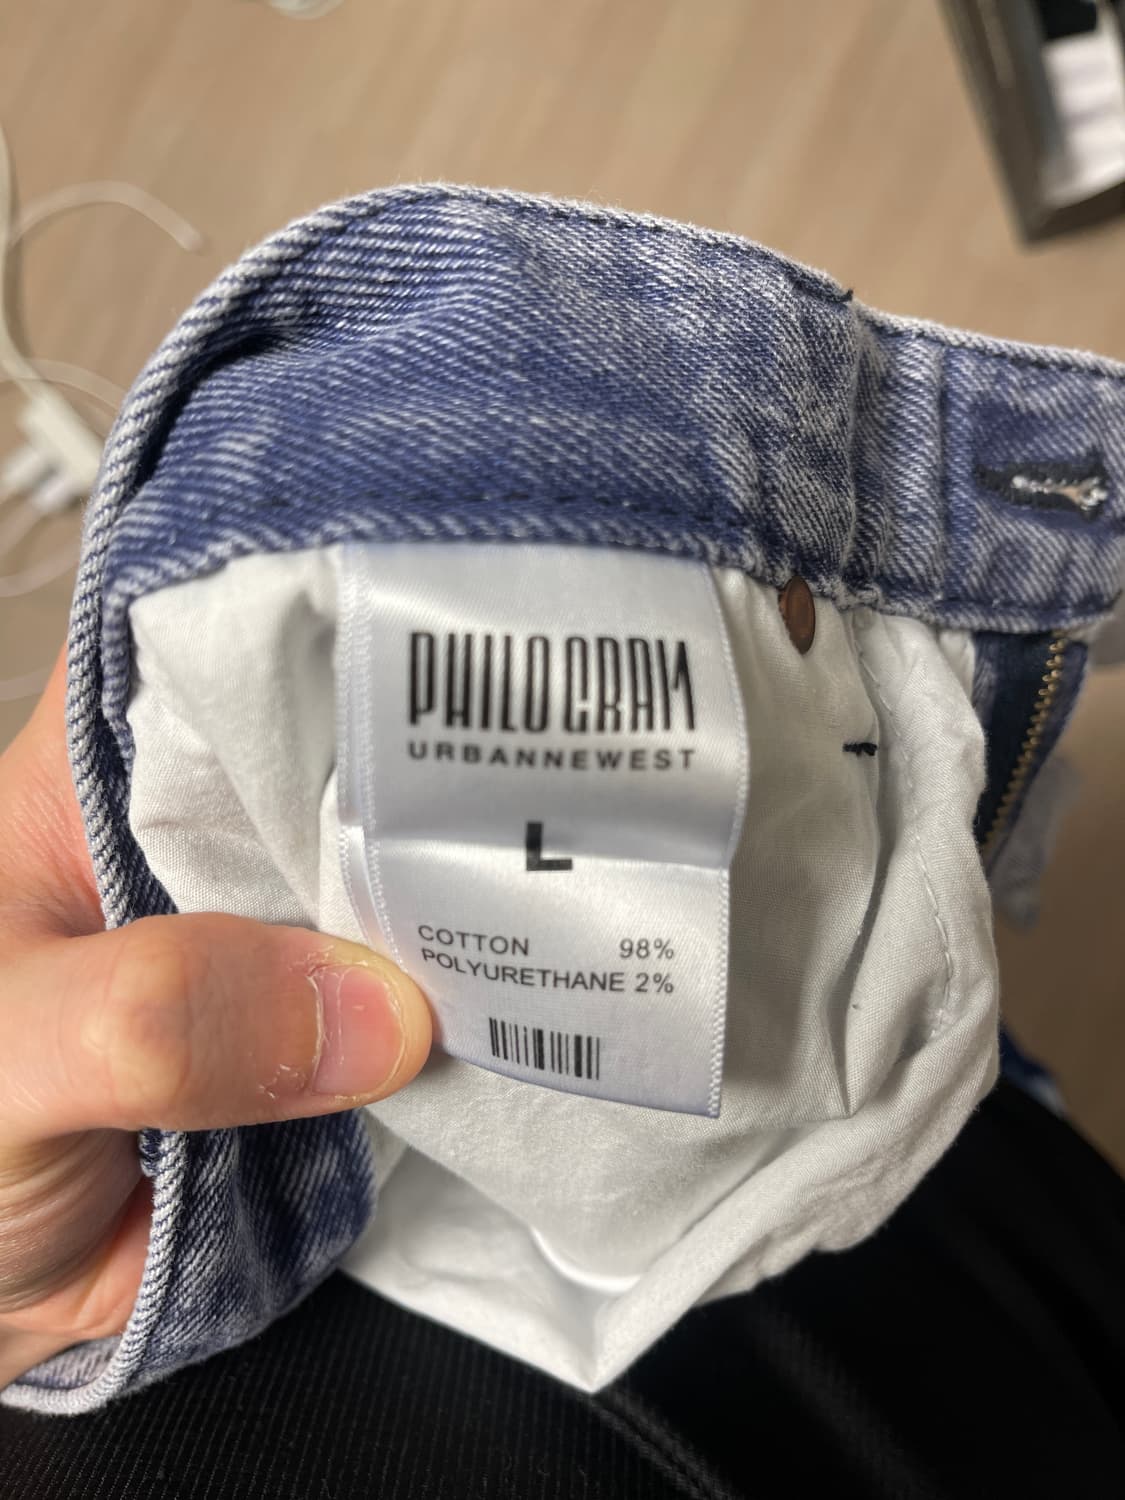 PHILOGRAM
URBANNEWEST
L
COTTON 98%
POLYURETHANE 2%